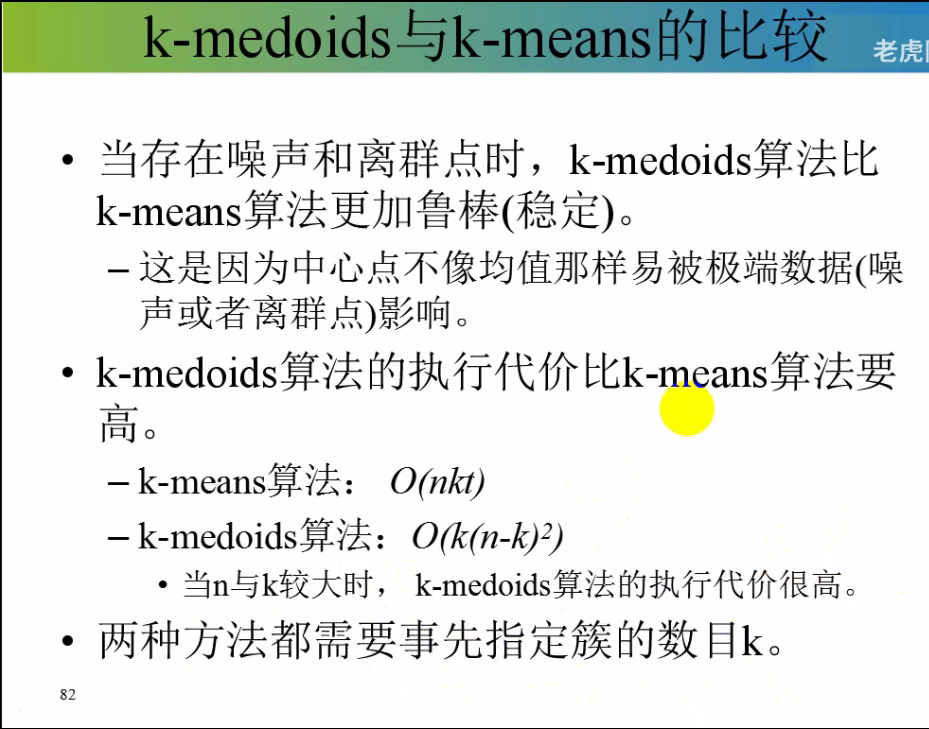 k-medoids与k-means的比较
老虎
• 当存在噪声和离群点时，k-medoids算法比
k-means算法更加鲁棒(稳定)。
– 这是因为中心点不像均值那样易被极端数据(噪
声或者离群点)影响。
• k-medoids算法的执行代价比k-means算法要
高。
– k-means算法： O(nkt)
– k-medoids算法：O(k(n-k)²)
• 当n与k较大时， k-medoids算法的执行代价很高。
• 两种方法都需要事先指定簇的数目k。
82